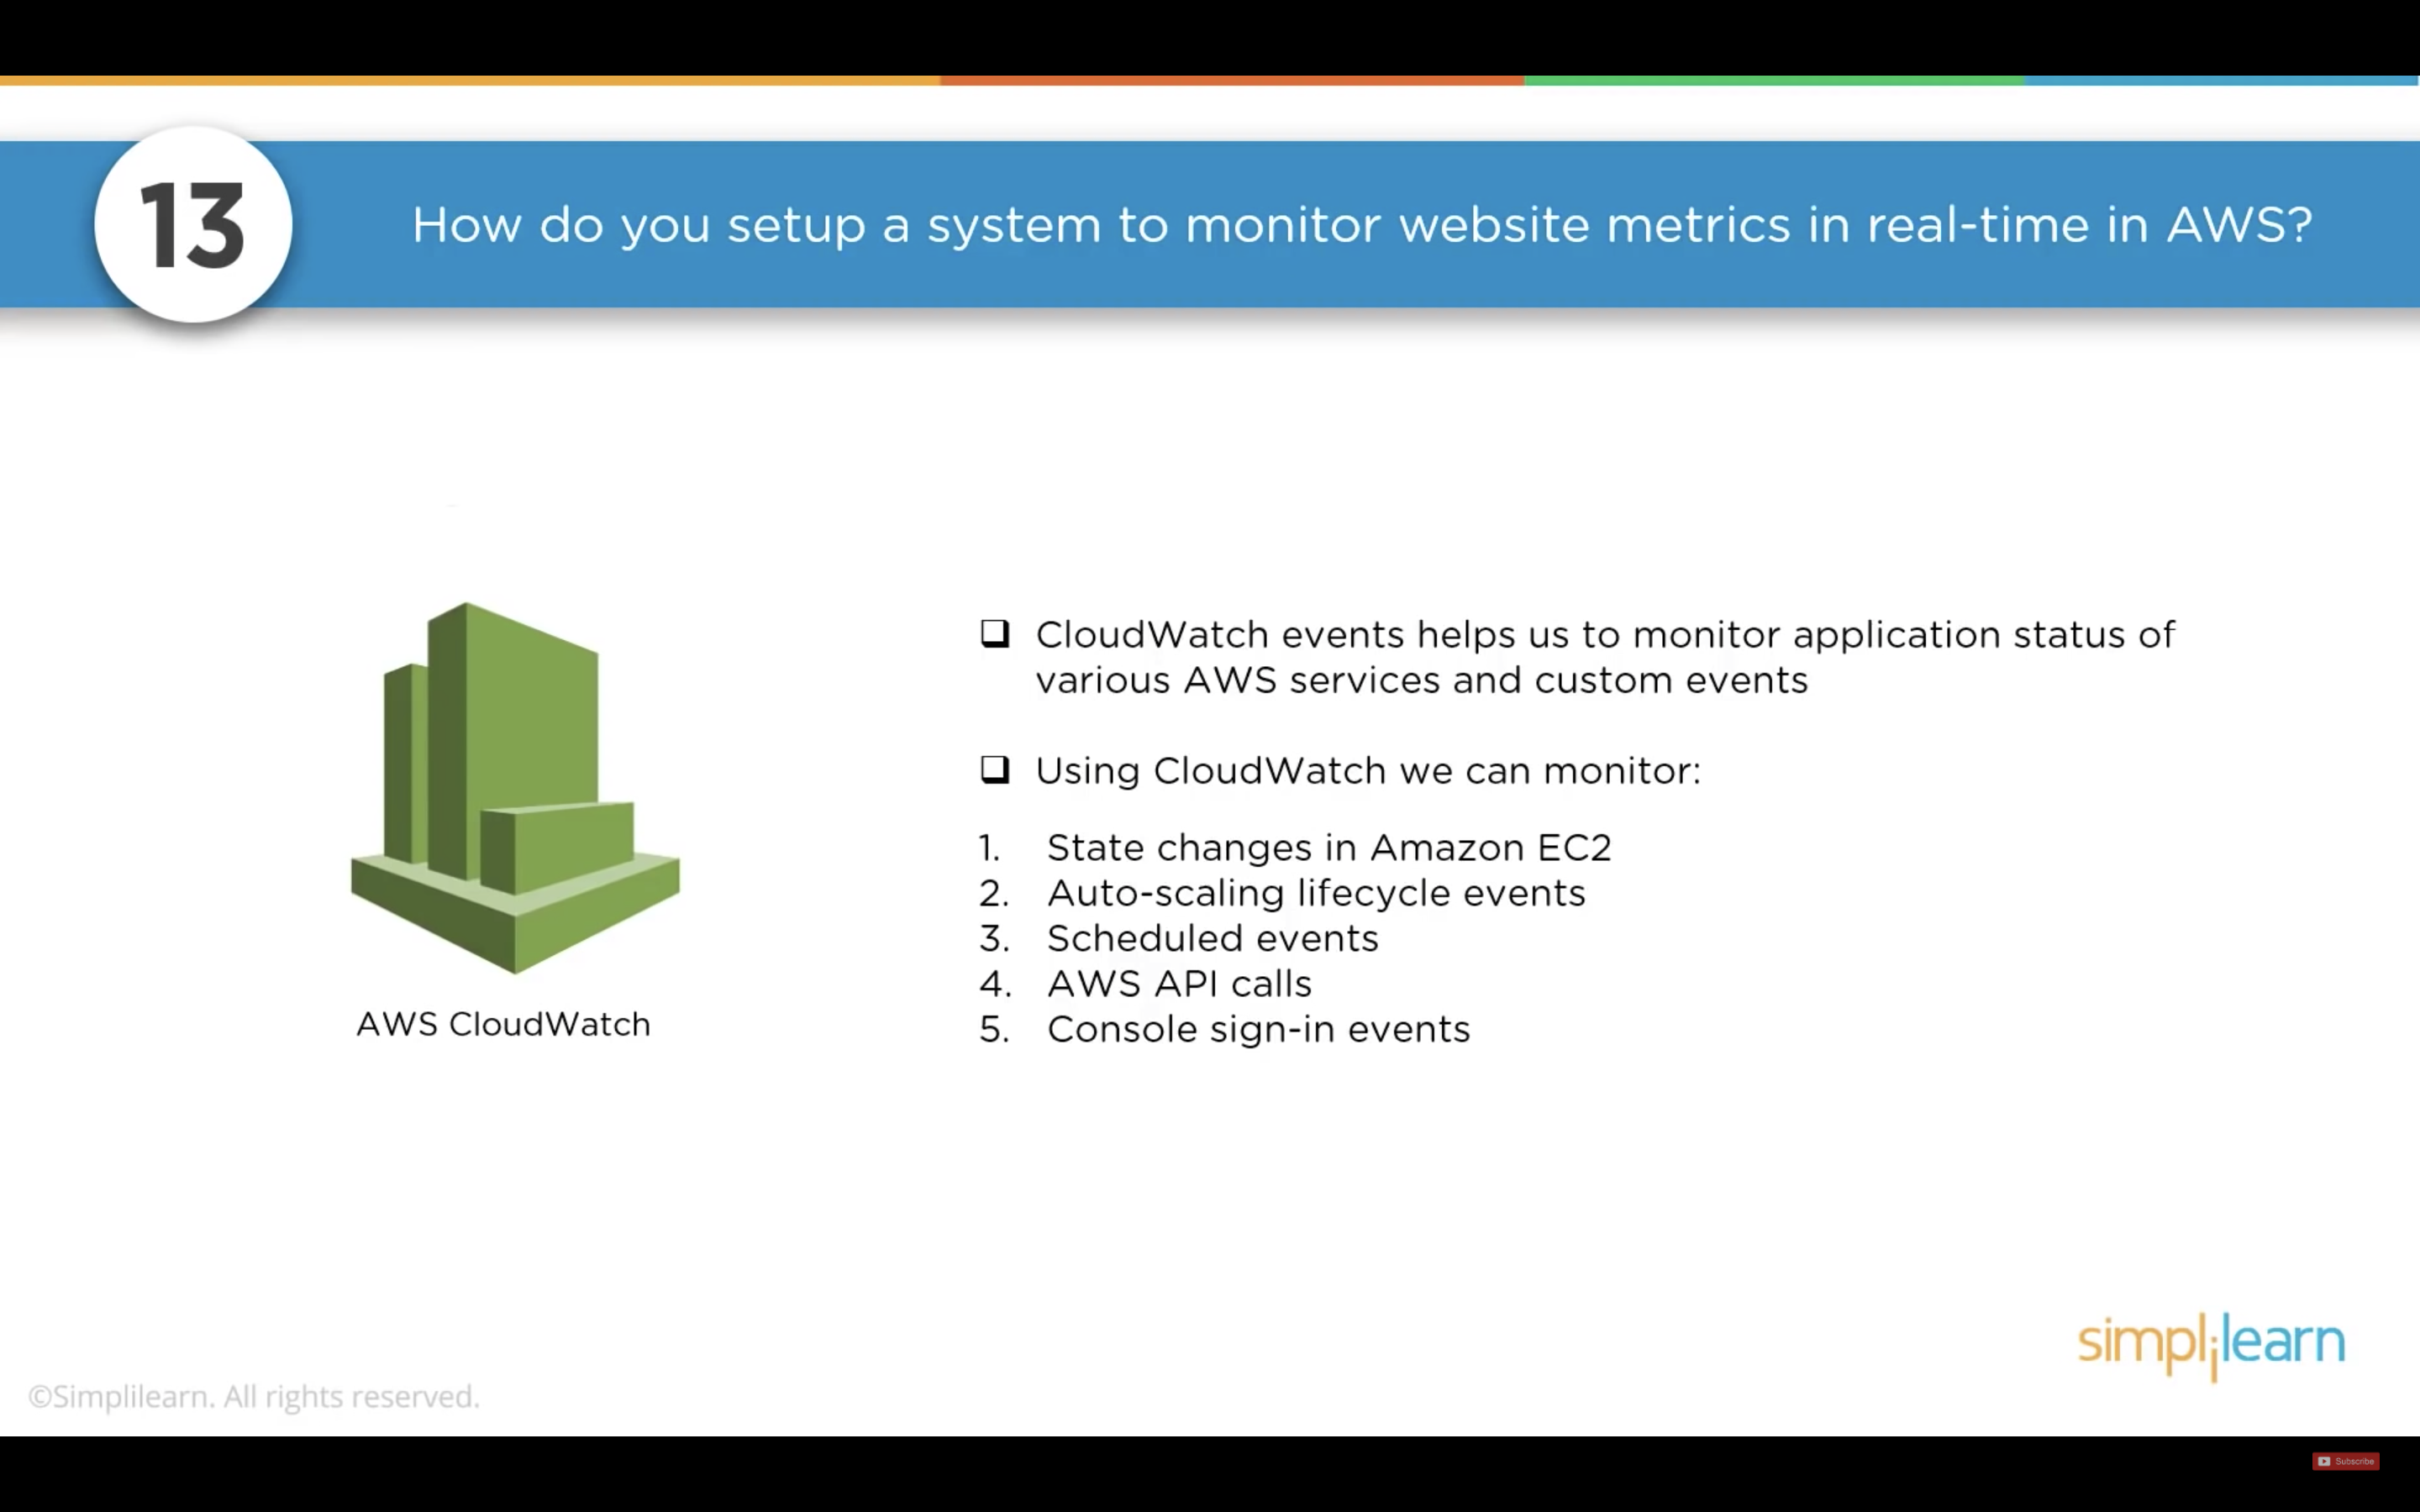 13
How do you setup a system to monitor website metrics in real-time in AWS?
CloudWatch events helps us to monitor application status of
various AWS services and custom events
Using CloudWatch we can monitor:
1. State changes in Amazon EC2
2. Auto-scaling lifecycle events
3. Scheduled events
4. AWS API calls
5. Console sign-in events
AWS CloudWatch
simplilearn
©Simplilearn. All rights reserved.
Subscribe